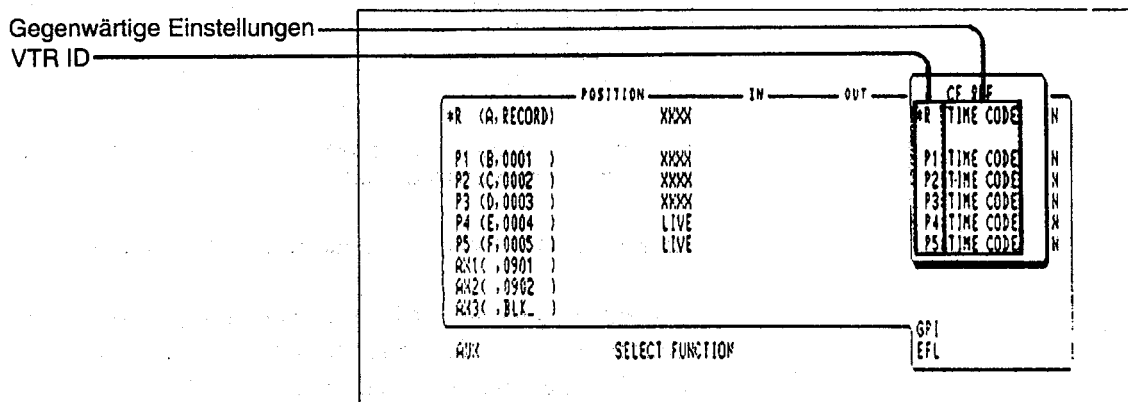 Gegenwärtige Einstellungen
VTR ID
POSITION IN OUT CF OFF
*R (A,RECORD) XXXX *R TIME CODE N
P1 (B,0001 ) XXXX P1 TIME CODE N
P2 (C,0002 ) XXXX P2 TIME CODE N
P3 (D,0003 ) XXXX P3 TIME CODE N
P4 (E,0004 ) LIVE P4 TIME CODE N
P5 (F,0005 ) LIVE P5 TIME CODE N
AX1( ,0901 )
AX2( ,0902 )
AX3( ,BLK_ )
GPI
AUX SELECT FUNCTION EFL